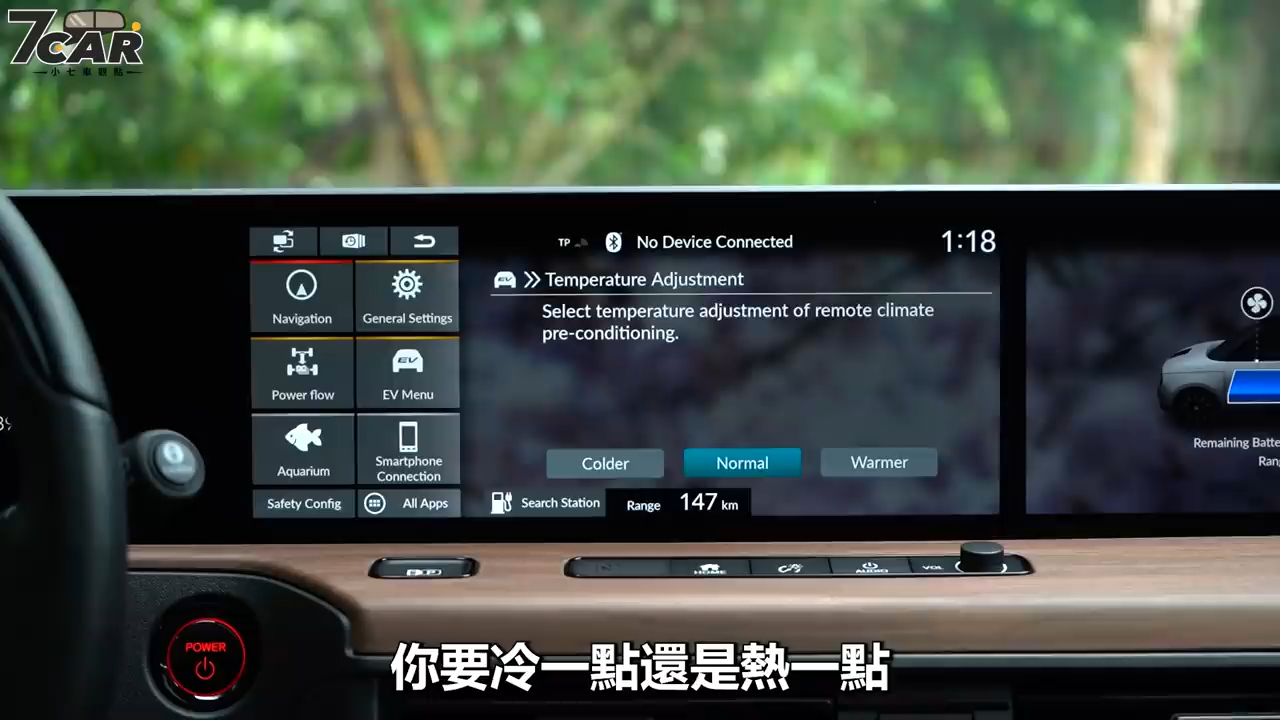 7CAR
小七車觀點
TP
No Device Connected
1:18
Navigation
General Settings
EV
Temperature Adjustment
Select temperature adjustment of remote climate
pre-conditioning.
Power flow
EV
EV Menu
Aquarium
Smartphone
Connection
Colder
Normal
Warmer
Safety Config
All Apps
Search Station
Range
147 km
Remaining Batte
Ran
HOME
AUDIO
VOL
POWER
你要冷一點還是熱一點